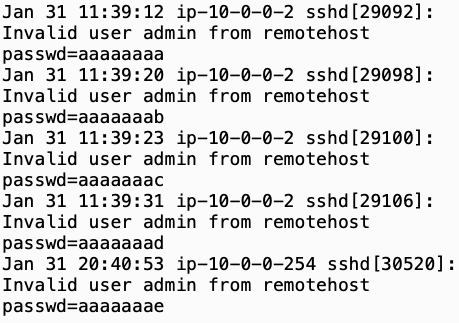 Jan 31 11:39:12 ip-10-0-0-2 sshd[29092]:
Invalid user admin from remotehost
passwd=aaaaaaaa
Jan 31 11:39:20 ip-10-0-0-2 sshd[29098]:
Invalid user admin from remotehost
passwd=aaaaaaab
Jan 31 11:39:23 ip-10-0-0-2 sshd[29100]:
Invalid user admin from remotehost
passwd=aaaaaaac
Jan 31 11:39:31 ip-10-0-0-2 sshd[29106]:
Invalid user admin from remotehost
passwd=aaaaaaad
Jan 31 20:40:53 ip-10-0-0-254 sshd[30520]:
Invalid user admin from remotehost
passwd=aaaaaaae